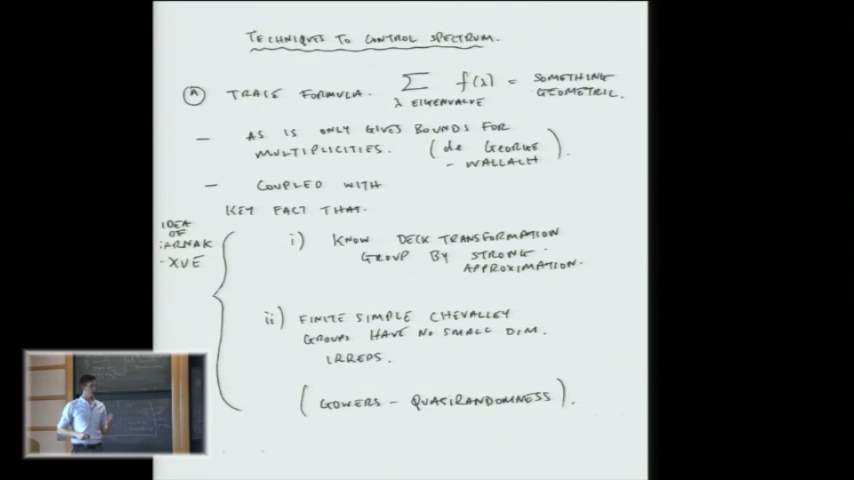 TECHNIQUES TO CONTROL SPECTRUM.
(A) TRACE FORMULA. ∑ f(λ) = SOMETHING GEOMETRIC.
λ EIGENVALUE
- AS IS ONLY GIVES BOUNDS FOR
MULTIPLICITIES. (de GEORGE
- WALLACH).
- COUPLED WITH
KEY FACT THAT.
IDEA
OF
SARNAK
-XUE
i) KNOW DECK TRANSFORMATION
GROUP BY STRONG
APPROXIMATION.
ii) FINITE SIMPLE CHEVALLEY
GROUPS HAVE NO SMALL DIM.
IRREPS.
(GOWERS - QUASIRANDOMNESS).